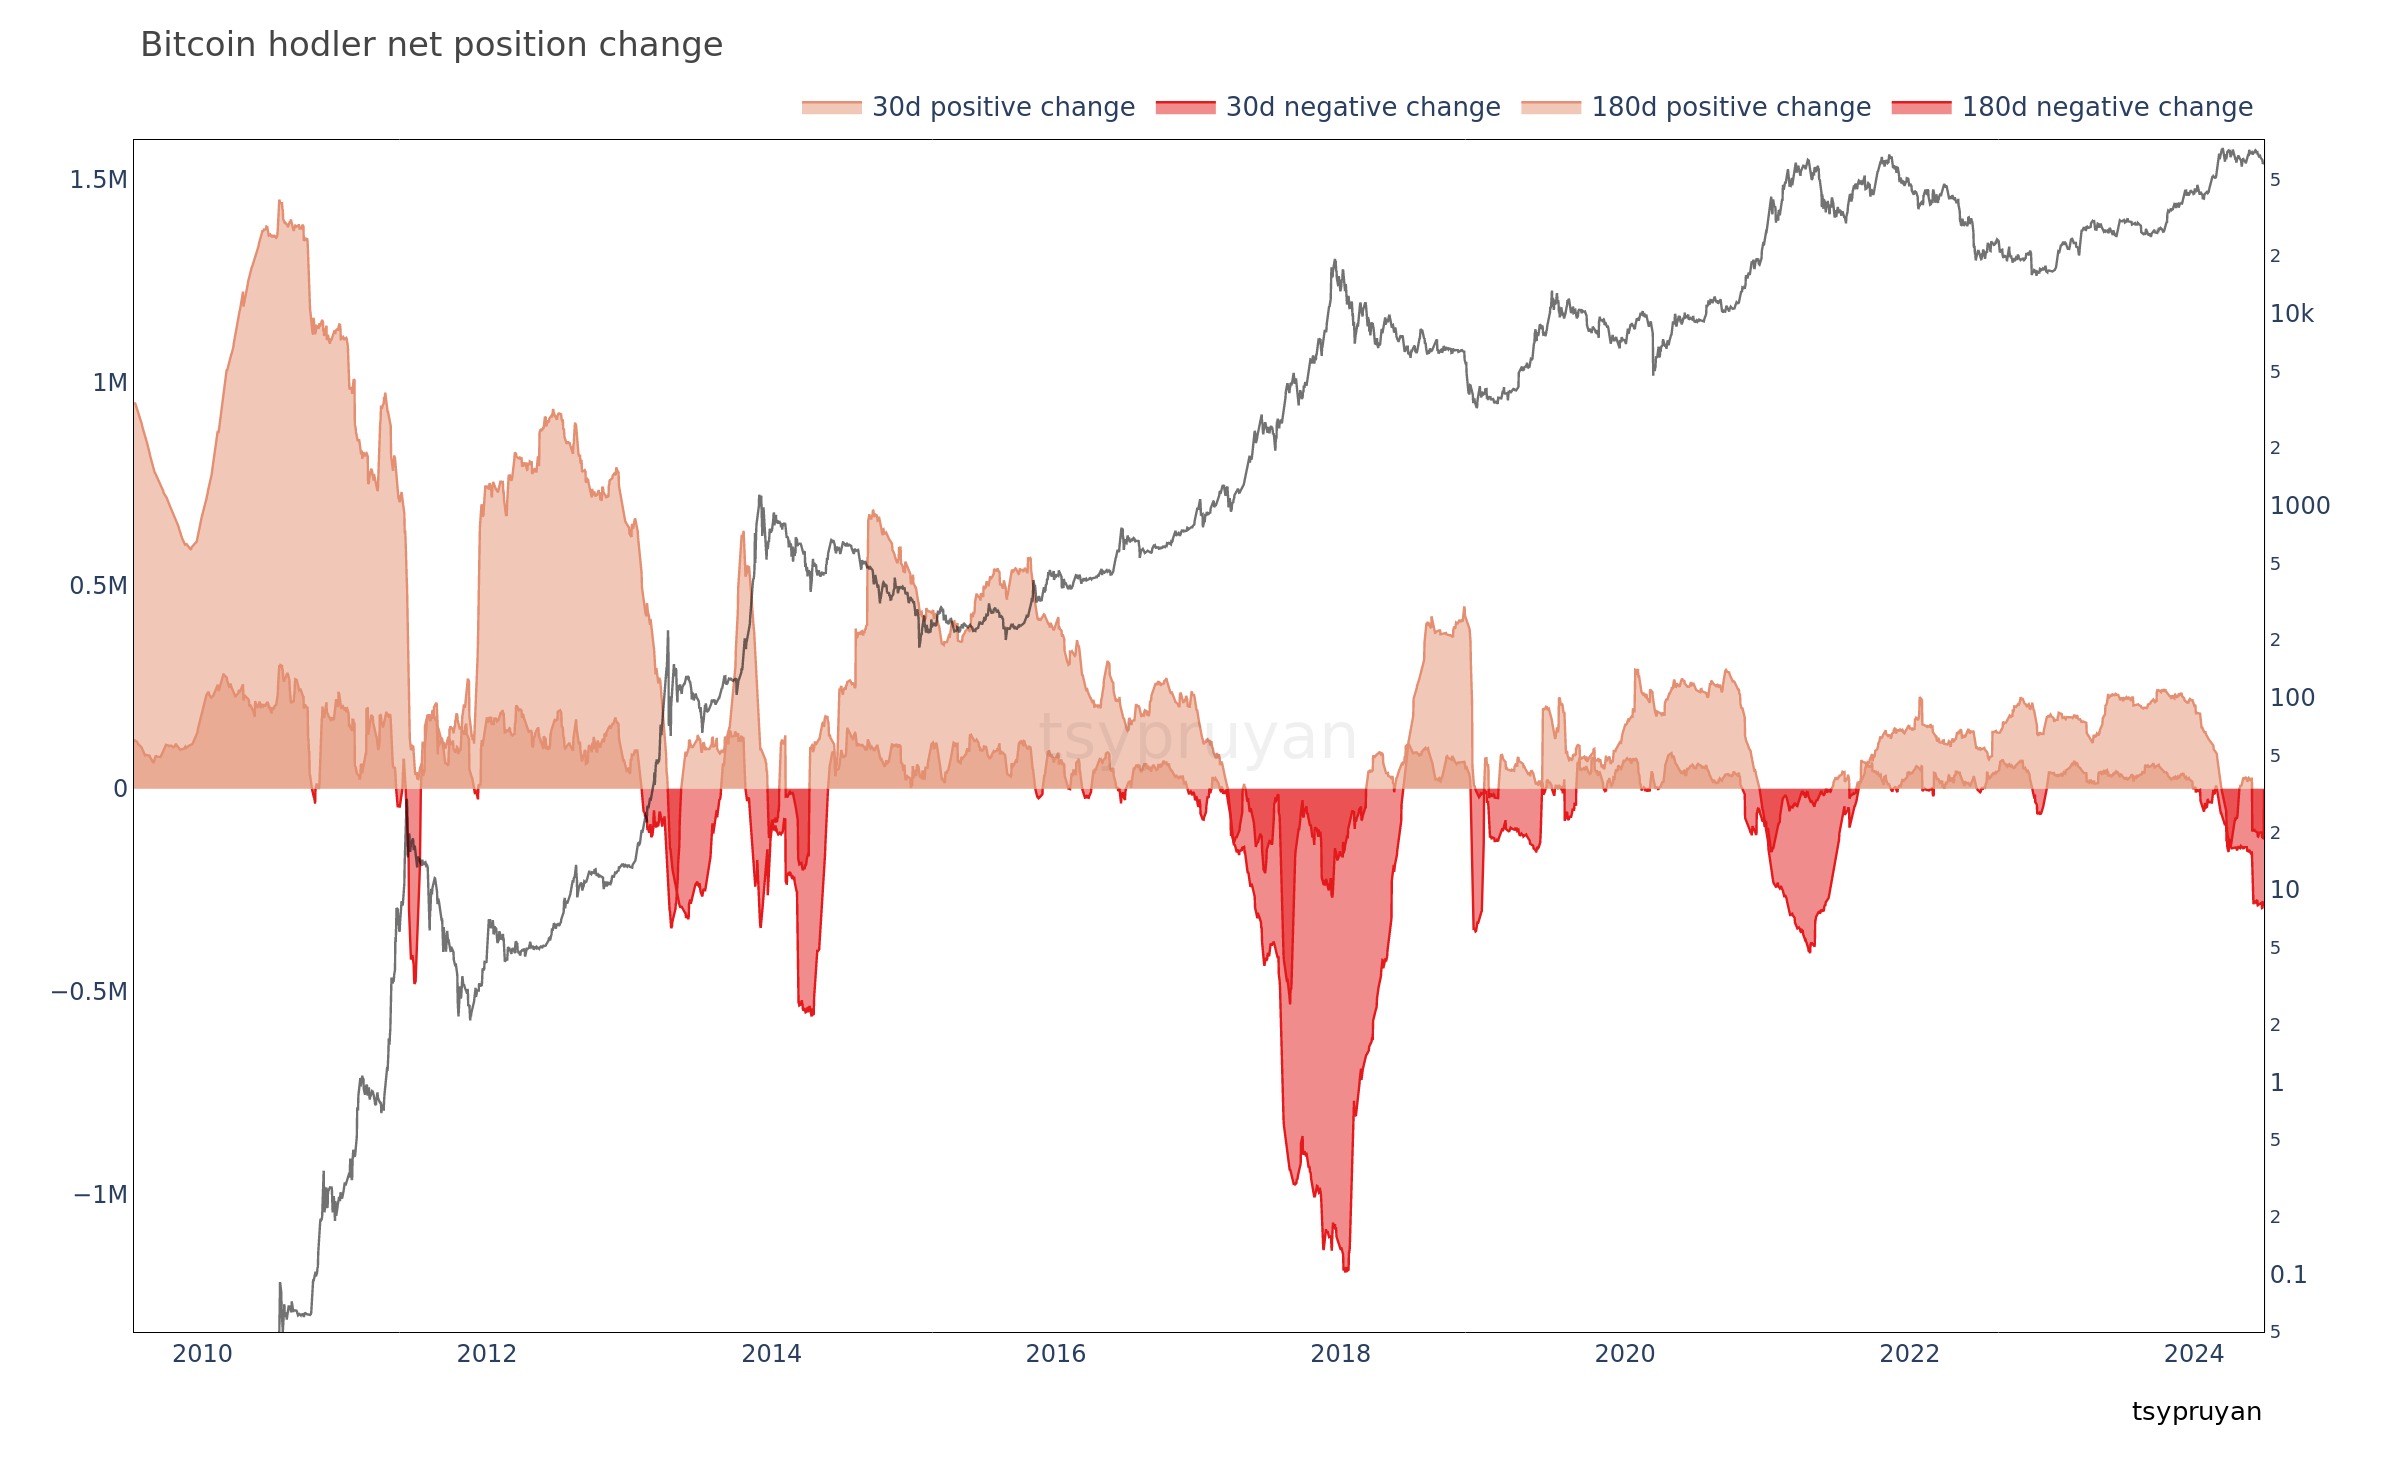 Bitcoin hodler net position change
30d positive change 30d negative change 180d positive change 180d negative change
1.5M
1M
0.5M
0
−0.5M
−1M
5
2
10k
5
2
1000
5
2
100
5
2
10
5
2
1
5
2
0.1
5
tsypruyan
2010 2012 2014 2016 2018 2020 2022 2024
tsypruyan